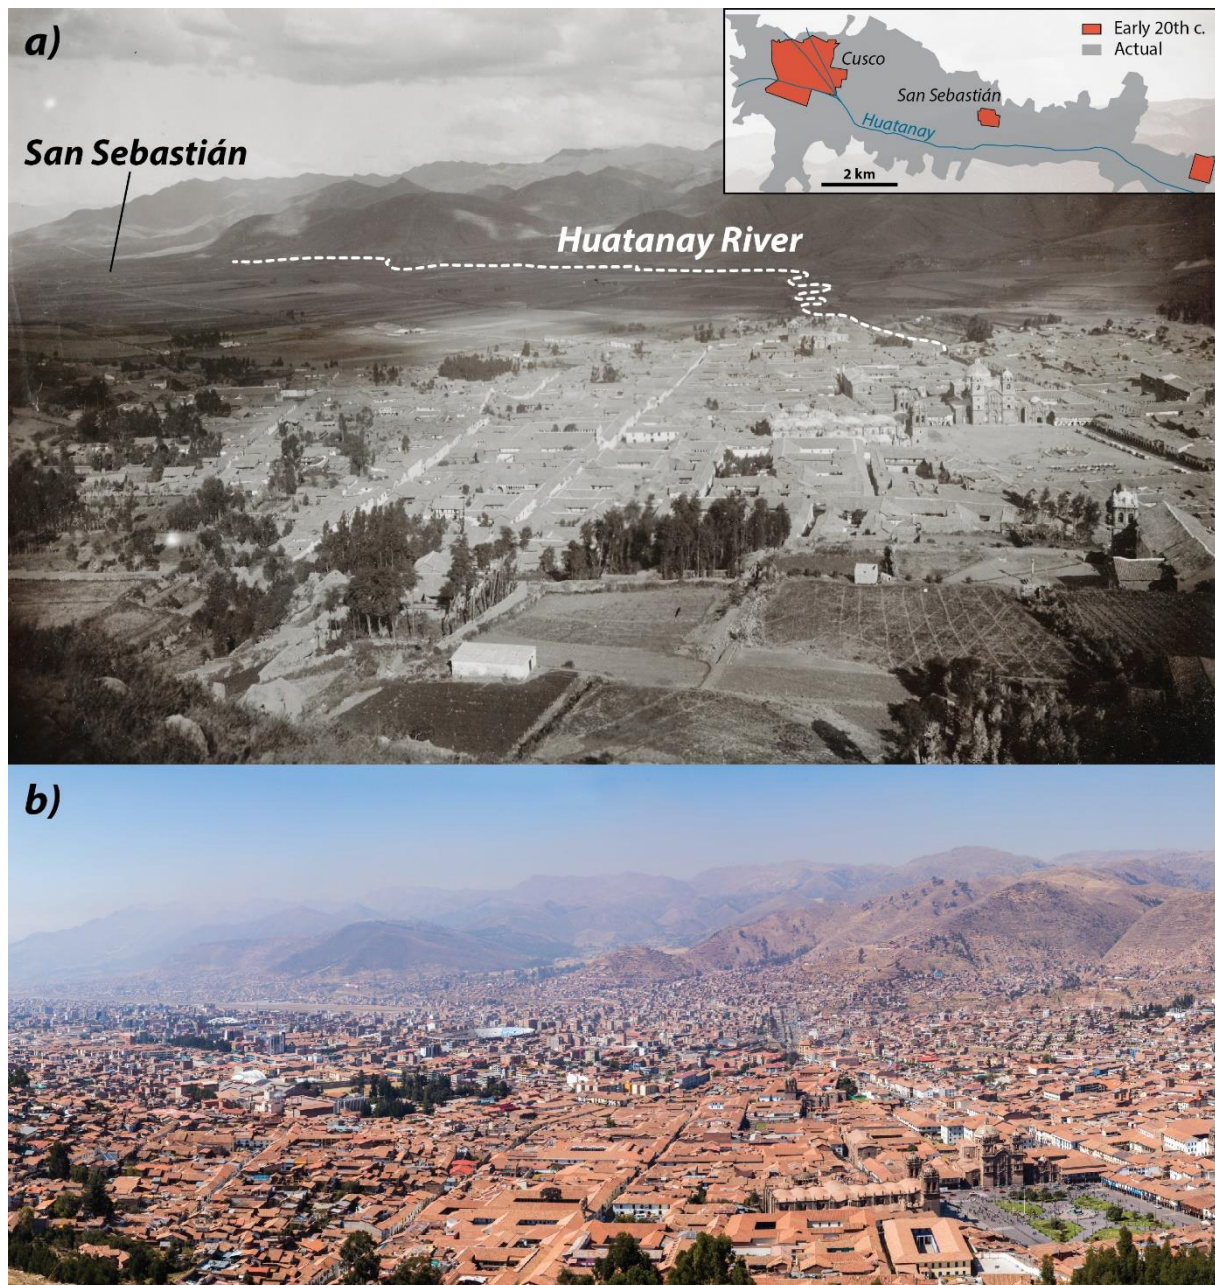 a)
Early 20th c.
Actual
Cusco
San Sebastián
Huatanay
2 km
San Sebastián
Huatanay River
b)